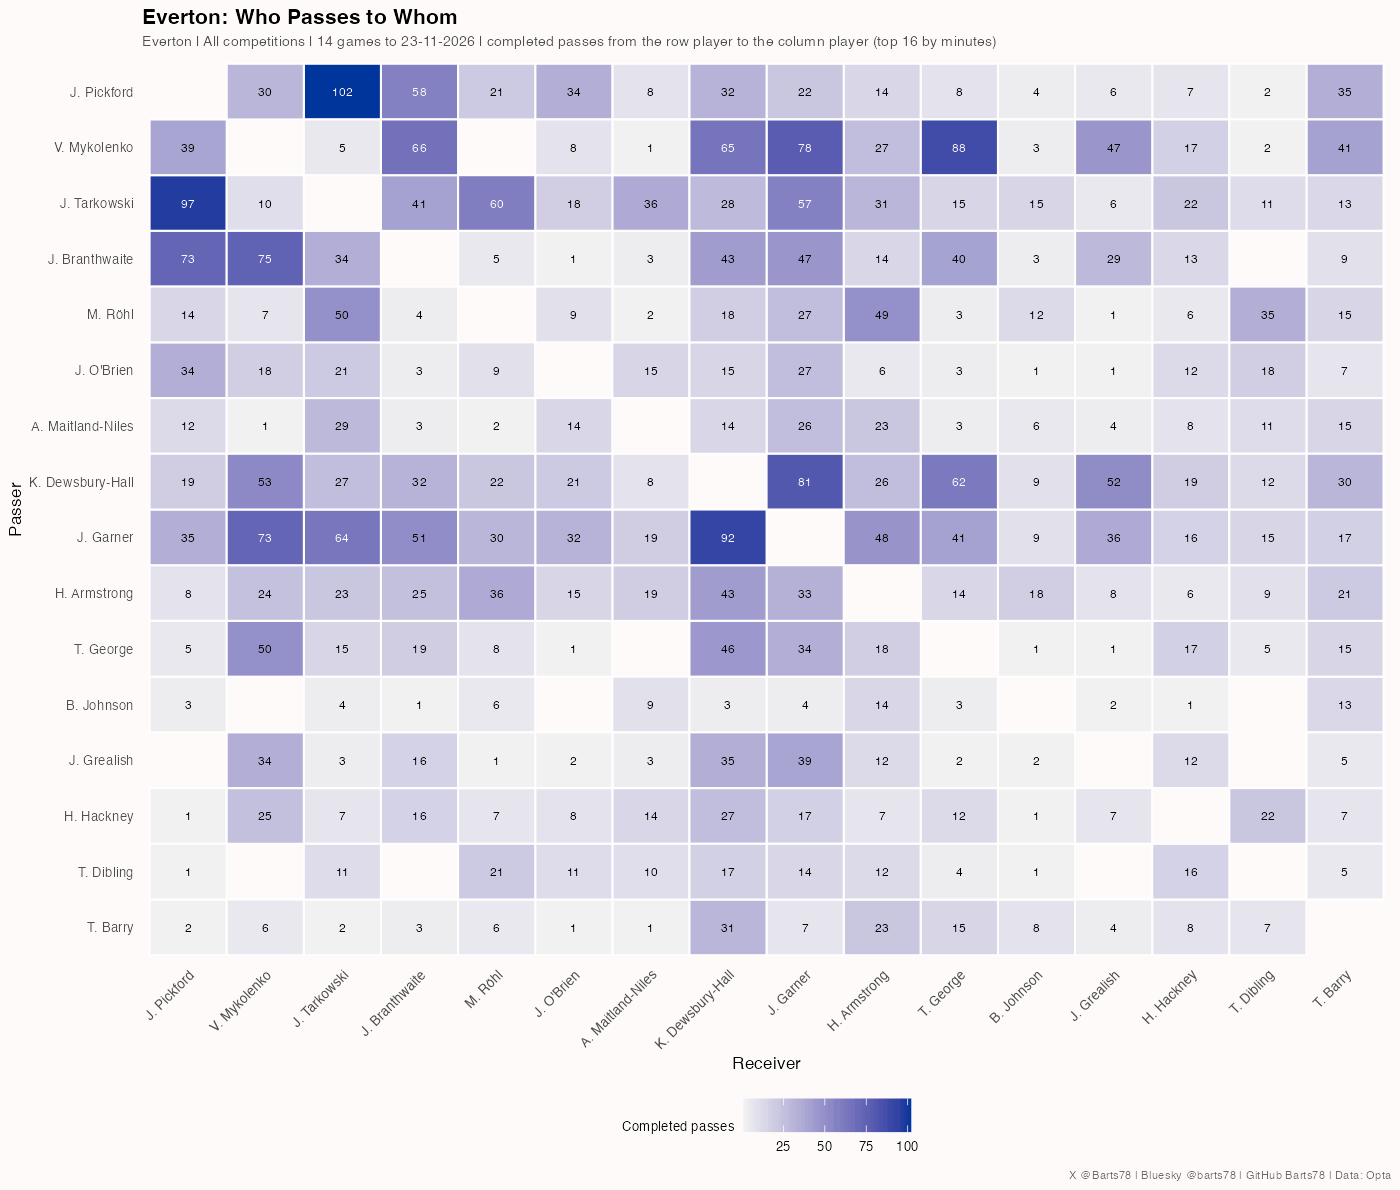 Everton: Who Passes to Whom
Everton | All competitions | 14 games to 23-11-2026 | completed passes from the row player to the column player (top 16 by minutes)
J. Pickford 30 102 58 21 34 8 32 22 14 8 4 6 7 2 35
V. Mykolenko 39 5 66 8 1 65 78 27 88 3 47 17 2 41
J. Tarkowski 97 10 41 60 18 36 28 57 31 15 15 6 22 11 13
J. Branthwaite 73 75 34 5 1 3 43 47 14 40 3 29 13 9
M. Röhl 14 7 50 4 9 2 18 27 49 3 12 1 6 35 15
J. O'Brien 34 18 21 3 9 15 15 27 6 3 1 1 12 18 7
A. Maitland-Niles 12 1 29 3 2 14 14 26 23 3 6 4 8 11 15
K. Dewsbury-Hall 19 53 27 32 22 21 8 81 26 62 9 52 19 12 30
J. Garner 35 73 64 51 30 32 19 92 48 41 9 36 16 15 17
H. Armstrong 8 24 23 25 36 15 19 43 33 14 18 8 6 9 21
T. George 5 50 15 19 8 1 46 34 18 1 1 17 5 15
B. Johnson 3 4 1 6 9 3 4 14 3 2 1 13
J. Grealish 34 3 16 1 2 3 35 39 12 2 2 12 5
H. Hackney 1 25 7 16 7 8 14 27 17 7 12 1 7 22 7
T. Dibling 1 11 21 11 10 17 14 12 4 1 16 5
T. Barry 2 6 2 3 6 1 1 31 7 23 15 8 4 8 7
Passer
J. Pickford V. Mykolenko J. Tarkowski J. Branthwaite M. Röhl J. O'Brien A. Maitland-Niles K. Dewsbury-Hall J. Garner H. Armstrong T. George B. Johnson J. Grealish H. Hackney T. Dibling T. Barry
Receiver
Completed passes
25 50 75 100
X @Barts78 | Bluesky @barts78 | GitHub Barts78 | Data: Opta